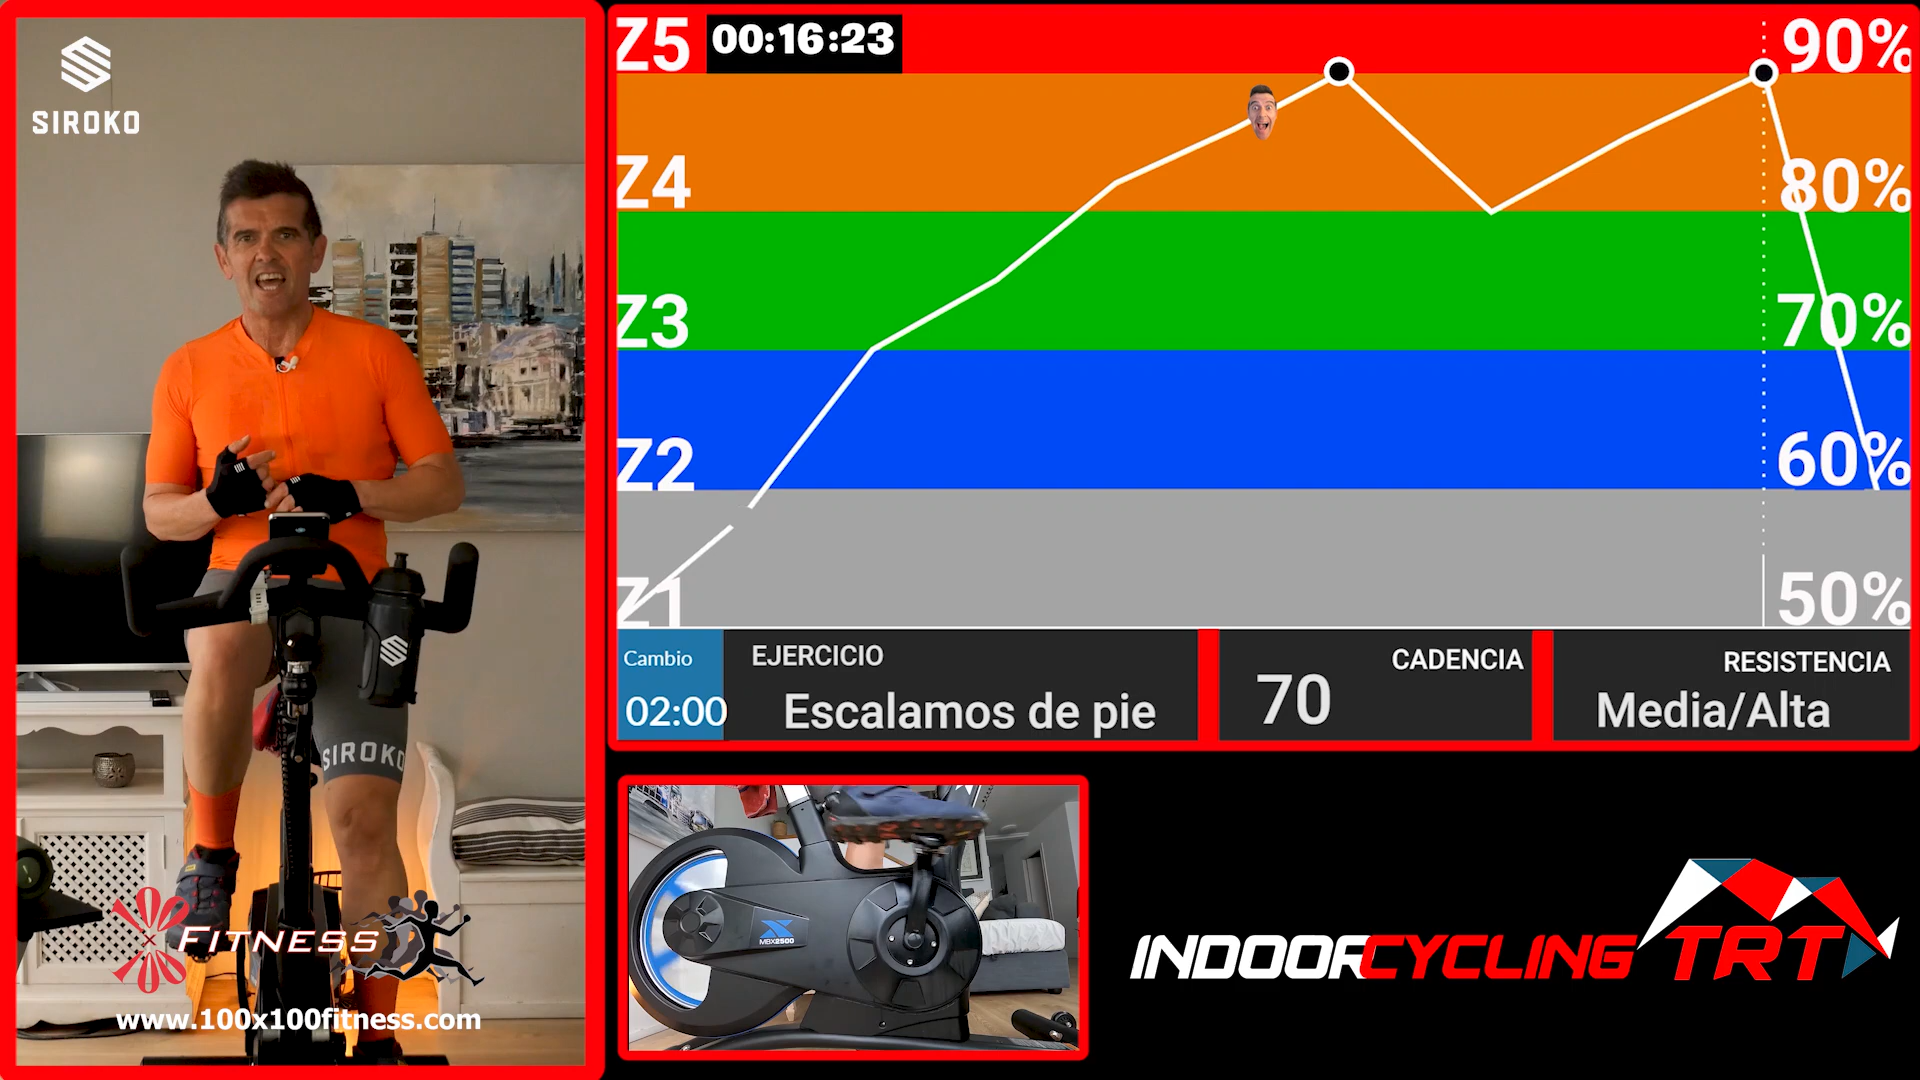 SIROKO
SIROKO
FITNESS
www.100x100fitness.com
Z5
00:16:23
90%
Z4
80%
Z3
70%
Z2
60%
Z1
50%
Cambio
02:00
EJERCICIO
Escalamos de pie
CADENCIA
70
RESISTENCIA
Media/Alta
MBX2500
INDOORCYCLING TRT